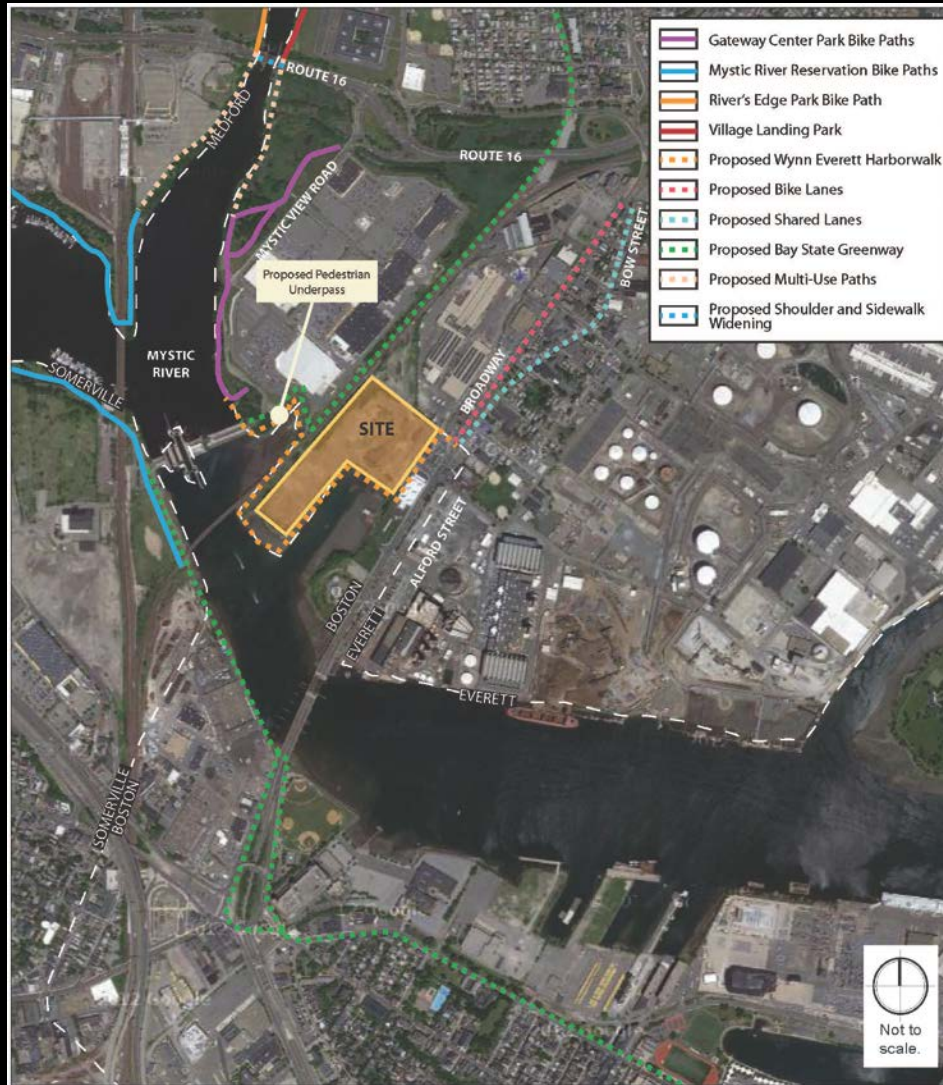 Gateway Center Park Bike Paths
Mystic River Reservation Bike Paths
River's Edge Park Bike Path
Village Landing Park
Proposed Wynn Everett Harborwalk
Proposed Bike Lanes
Proposed Shared Lanes
Proposed Bay State Greenway
Proposed Multi-Use Paths
Proposed Shoulder and Sidewalk
Widening
ROUTE 16
MEDFORD
ROUTE 16
MYSTIC VIEW ROAD
BOW STREET
Proposed Pedestrian
Underpass
MYSTIC
RIVER
BROADWAY
SOMERVILLE
SITE
ALFORD STREET
BOSTON
EVERETT
EVERETT
SOMERVILLE
BOSTON
Not to
scale.